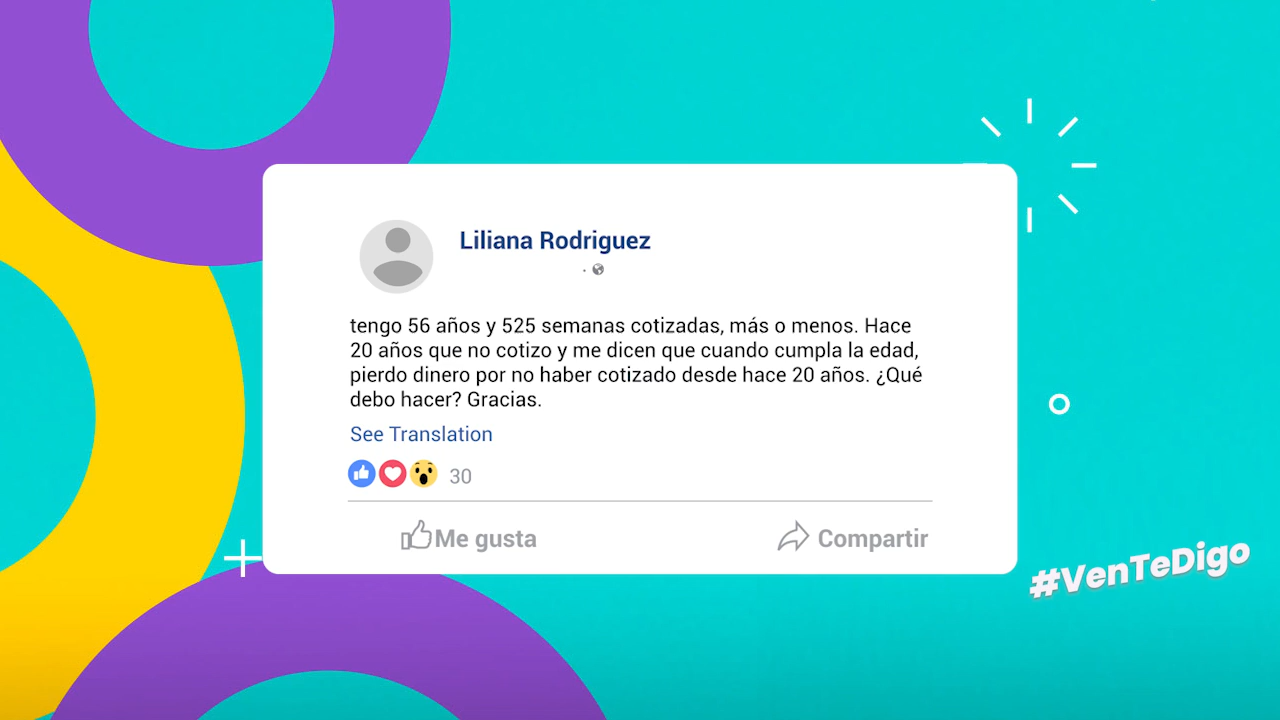 Liliana Rodriguez
tengo 56 años y 525 semanas cotizadas, más o menos. Hace
20 años que no cotizo y me dicen que cuando cumpla la edad,
pierdo dinero por no haber cotizado desde hace 20 años. ¿Qué
debo hacer? Gracias.
See Translation
30
Me gusta
Compartir
#VenTeDigo